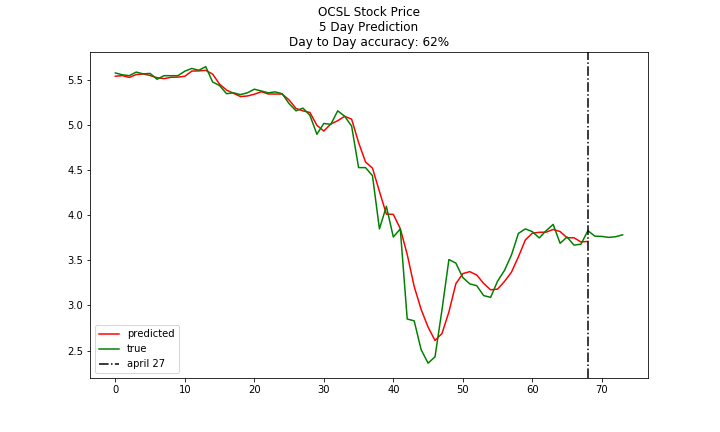 OCSL Stock Price
5 Day Prediction
Day to Day accuracy: 62%
5.5
5.0
4.5
4.0
3.5
3.0
2.5
predicted
true
april 27
0 10 20 30 40 50 60 70